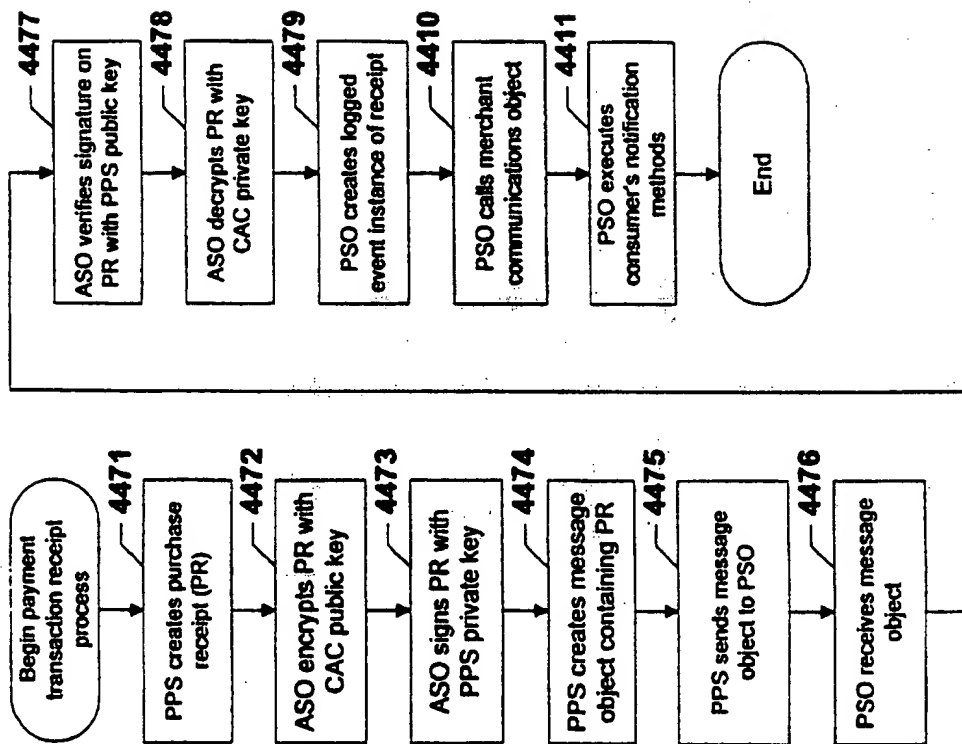 Begin payment
transaction receipt
process
4471
PPS creates purchase
receipt (PR)
4472
ASO encrypts PR with
CAC public key
4473
ASO signs PR with
PPS private key
4474
PPS creates message
object containing PR
4475
PPS sends message
object to PSO
4476
PSO receives message
object
4477
ASO verifies signature on
PR with PPS public key
4478
ASO decrypts PR with
CAC private key
4479
PSO creates logged
event instance of receipt
4410
PSO calls merchant
communications object
4411
PSO executes
consumer's notification
methods
End